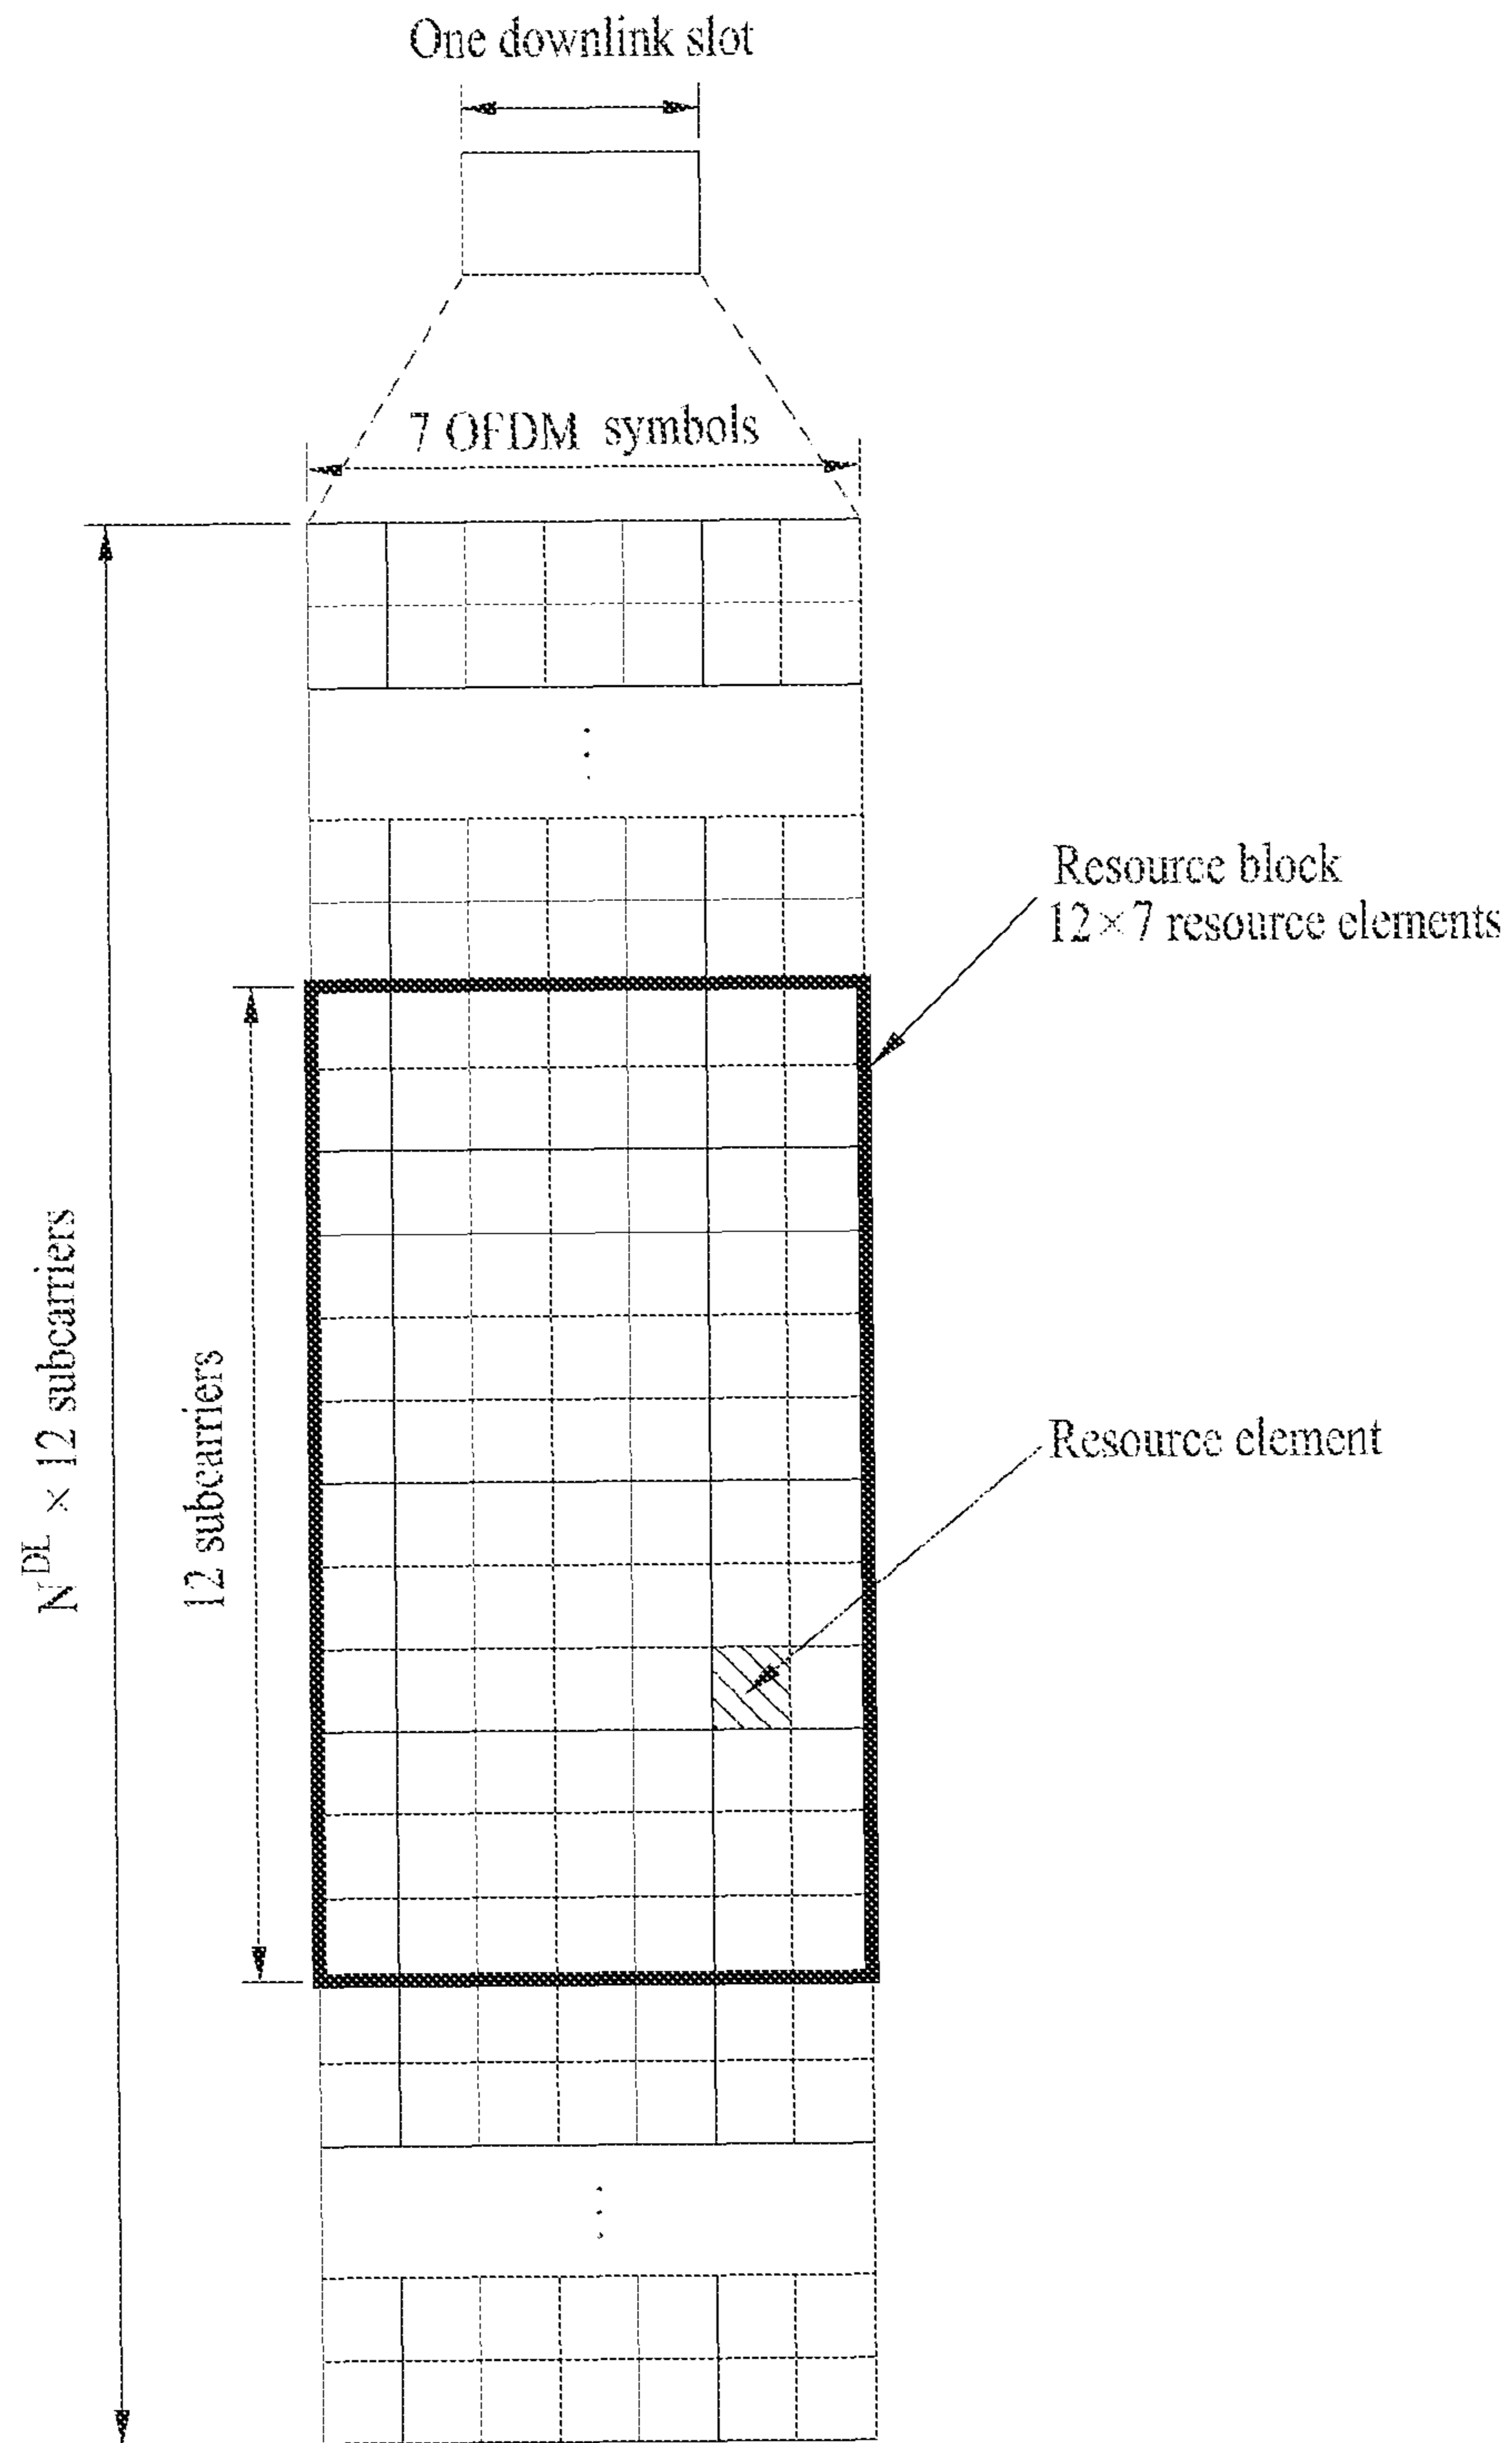 One downlink slot
7 OFDM symbols
Resource block
12×7 resource elements
Resource element
12 subcarriers
N^DL × 12 subcarriers